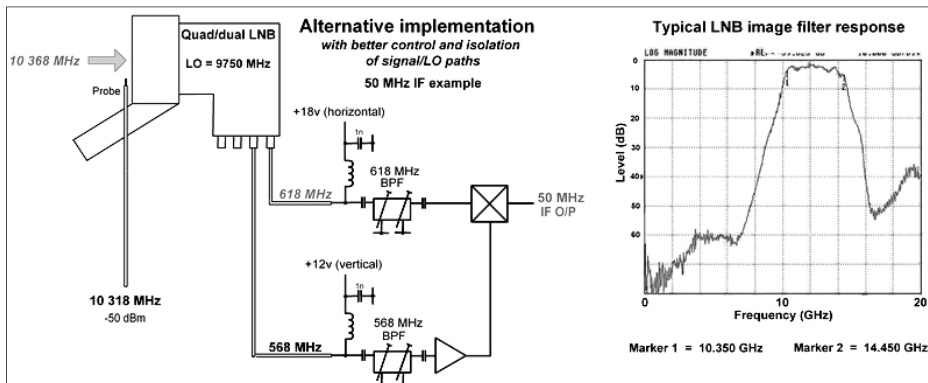 Alternative implementation
with better control and isolation
of signal/LO paths
50 MHz IF example
Quad/dual LNB
LO = 9750 MHz
10 368 MHz
Probe
+18v (horizontal)
1n
618 MHz
BPF
618 MHz
50 MHz
IF O/P
+12v (vertical)
1n
10 318 MHz
-50 dBm
568 MHz
BPF
568 MHz
Typical LNB image filter response
LOG MAGNITUDE
0
10
20
30
40
50
60
Level (dB)
1
2
0
10
20
Frequency (GHz)
Marker 1 = 10.350 GHz
Marker 2 = 14.450 GHz